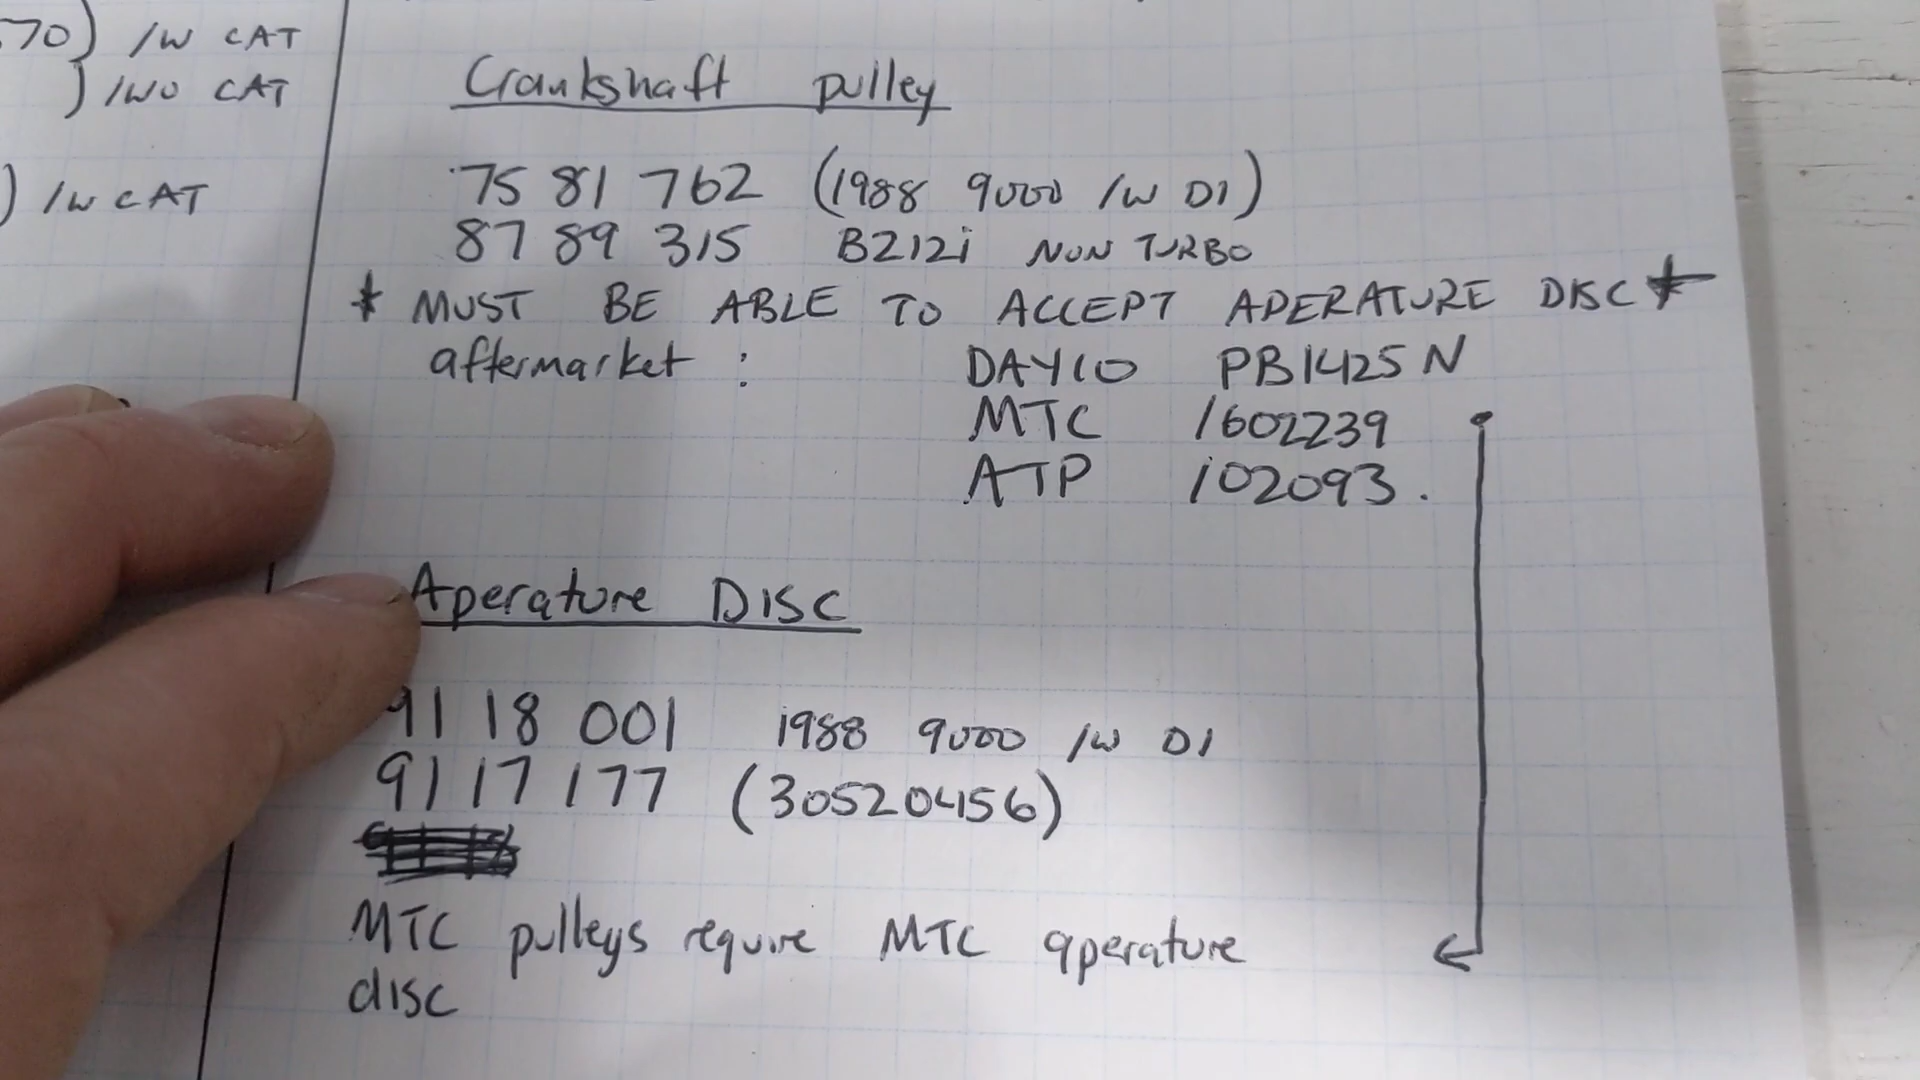 570) /W CAT
) /WO CAT
) /W CAT
Crankshaft pulley
75 81 762 (1988 9000 /W DI)
87 89 315 B212i NON TURBO
* MUST BE ABLE TO ACCEPT APERATURE DISC *
aftermarket : DAYCO PB1425N
MTC 1602239
ATP 102093.
Aperature DISC
91 18 001 1988 9000 /W DI
91 17 177 (30520456)
MTC pulleys require MTC aperature
disc